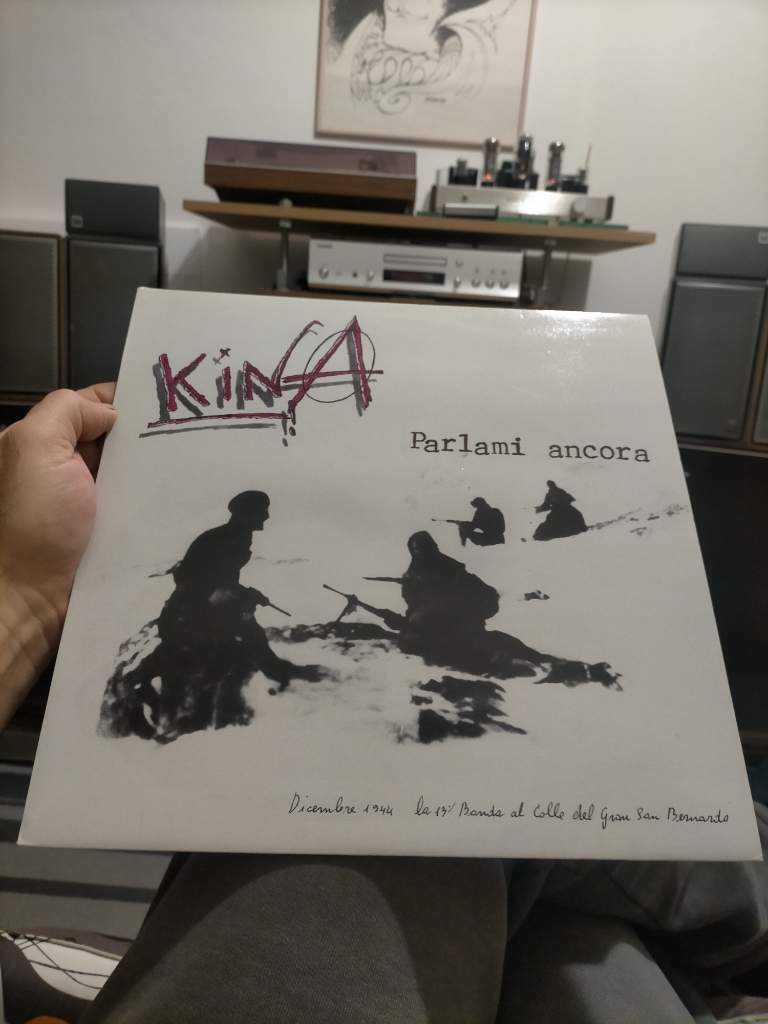 KINA
Parlami ancora
Dicembre 1944 la 13ª Banda al Colle del Gran San Bernardo